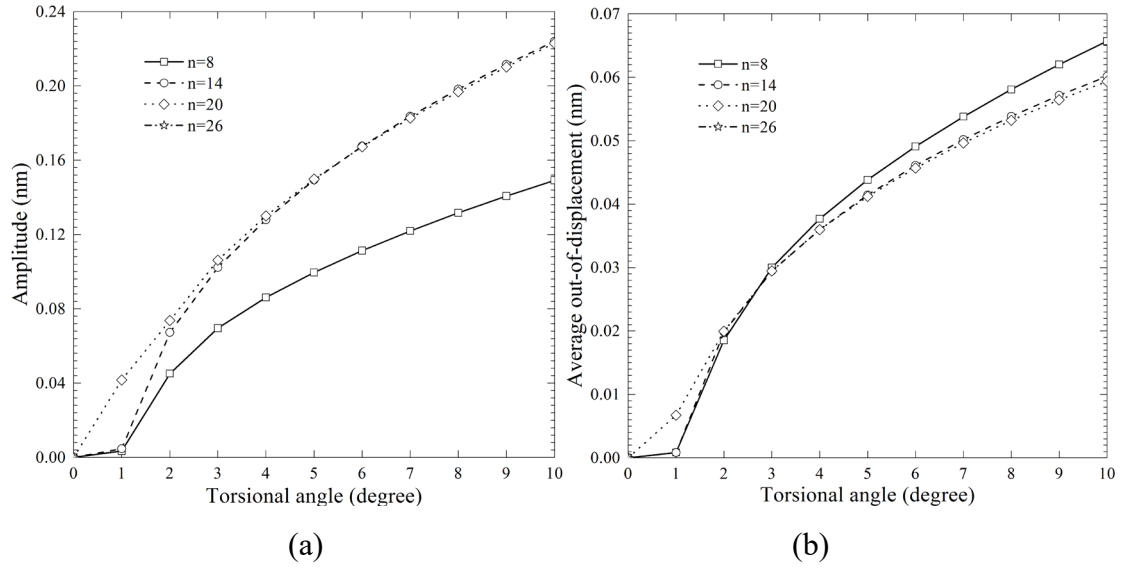 0.24
0.20
0.16
0.12
0.08
0.04
0.00
Amplitude (nm)
n=8
n=14
n=20
n=26
0 1 2 3 4 5 6 7 8 9 10
Torsional angle (degree)
(a)
0.07
0.06
0.05
0.04
0.03
0.02
0.01
0.00
Average out-of-displacement (nm)
n=8
n=14
n=20
n=26
0 1 2 3 4 5 6 7 8 9 10
Torsional angle (degree)
(b)